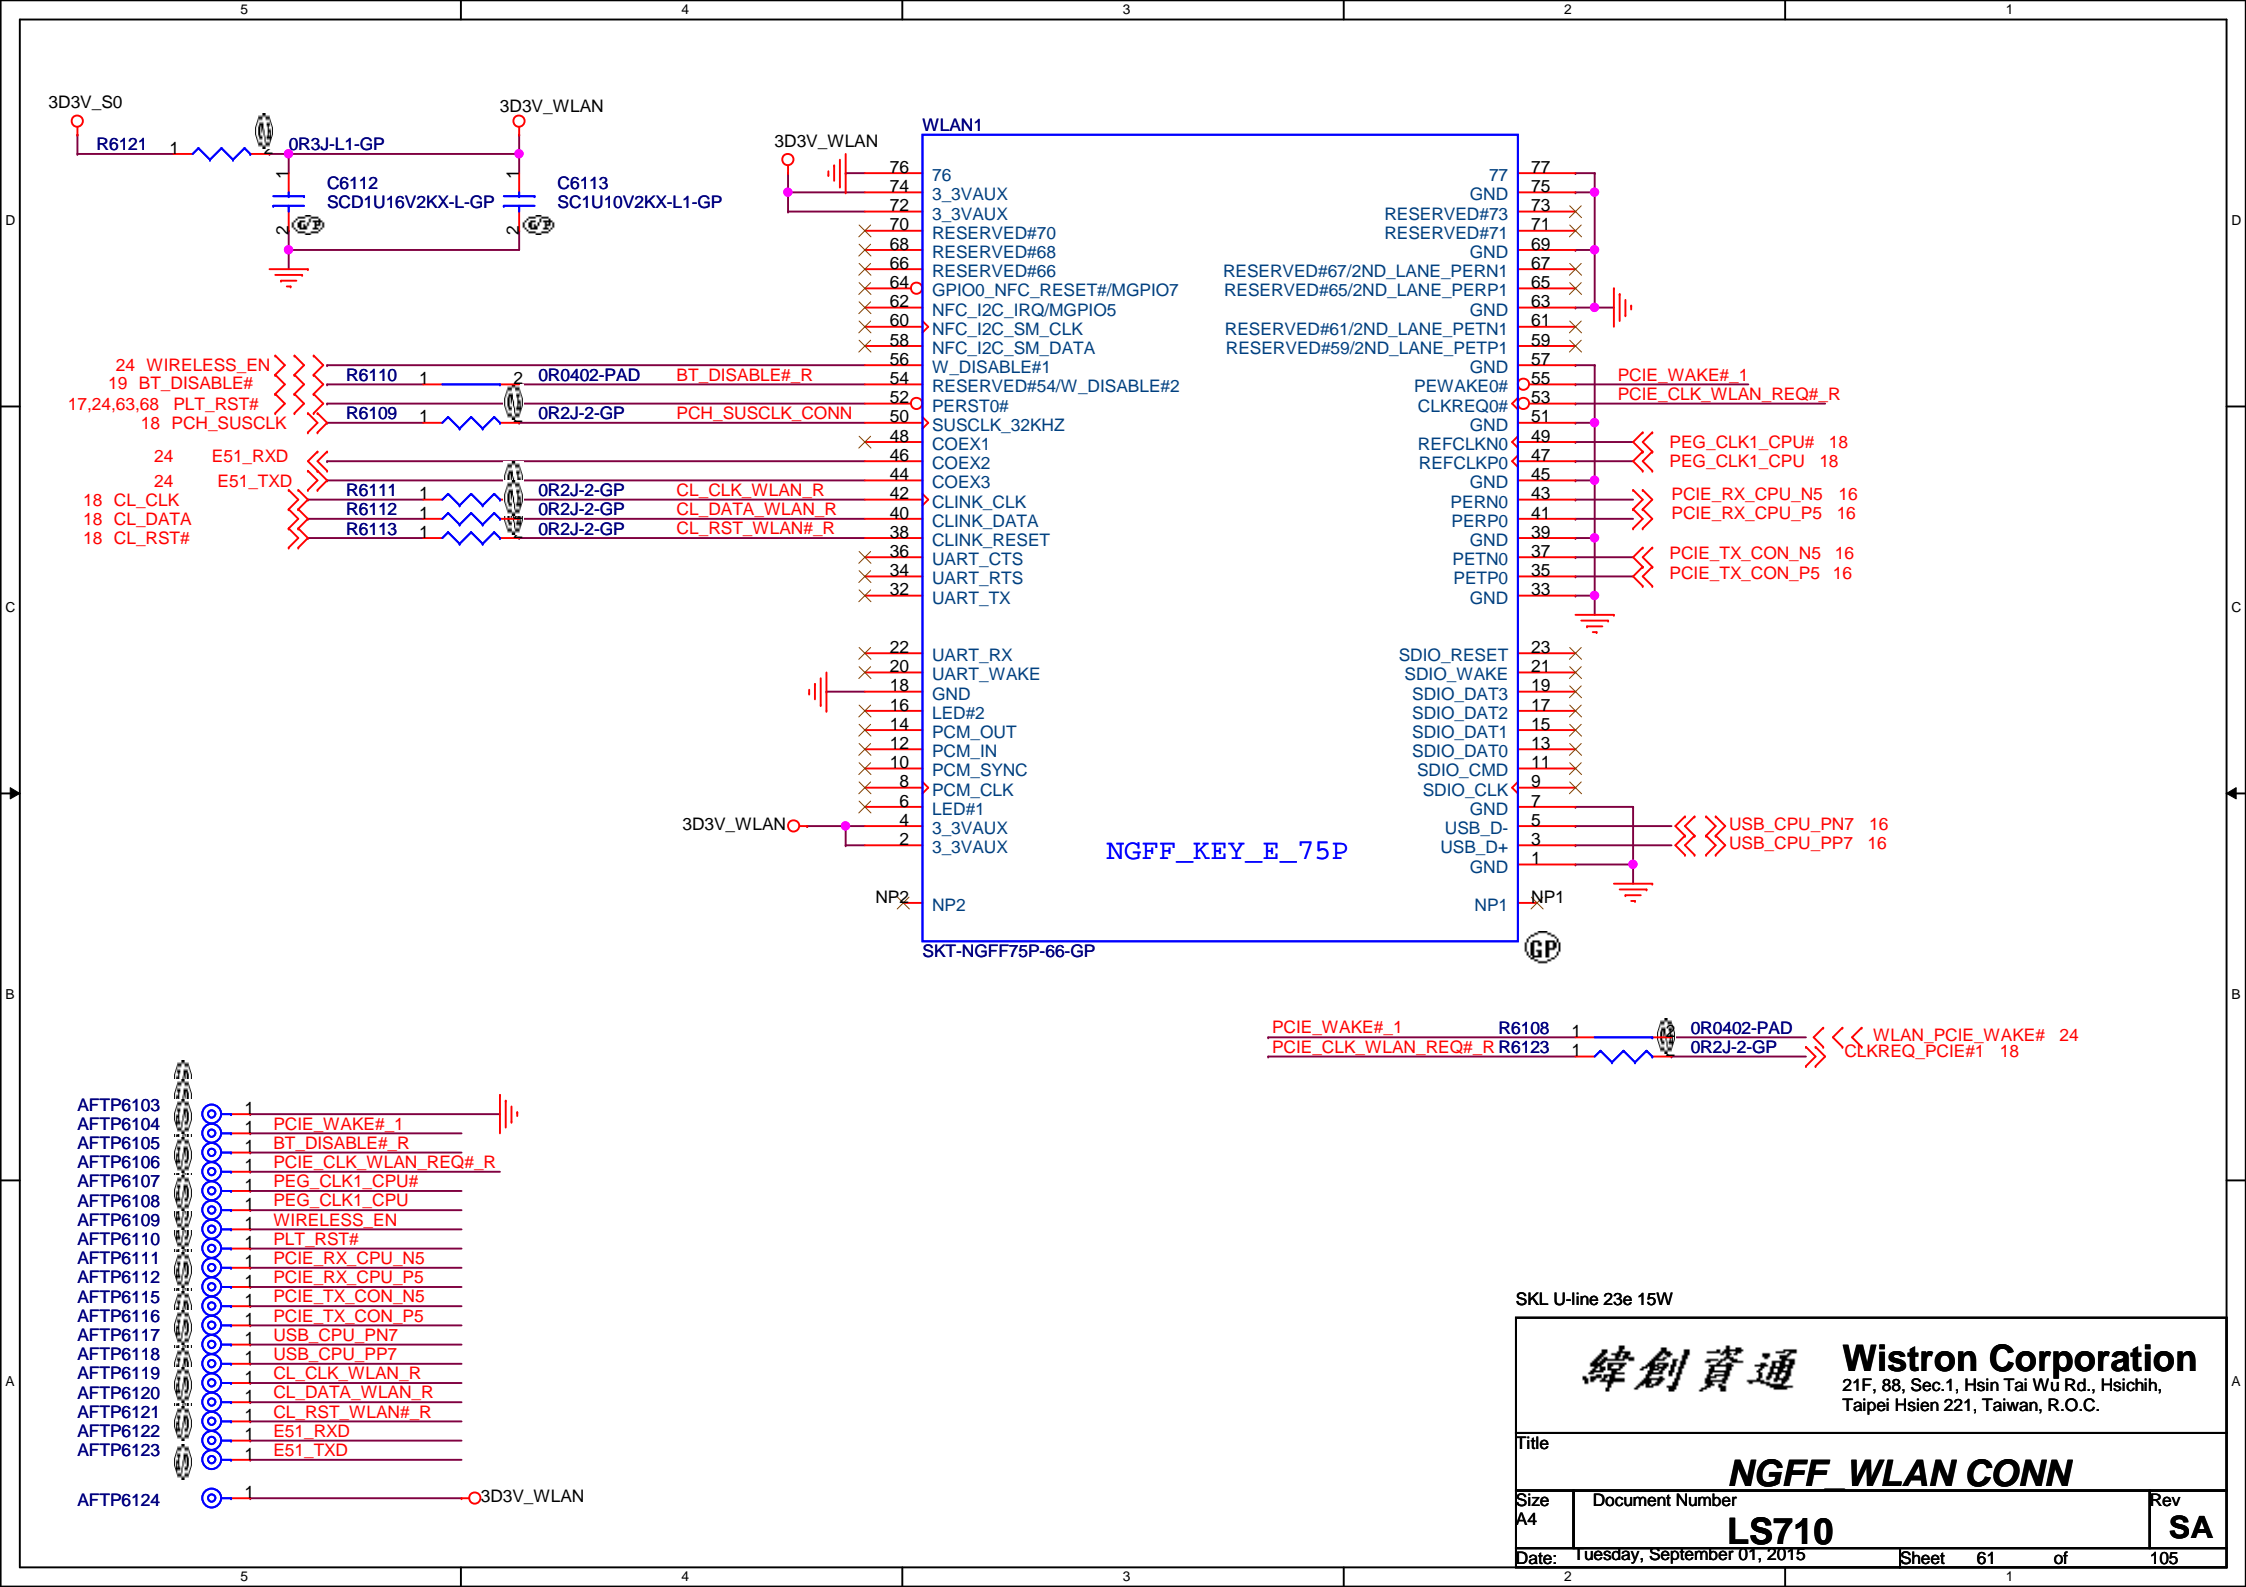 5 4 3 2 1
D D
C C
B B
A A
3D3V_S0
3D3V_WLAN
R6121 1 0R3J-L1-GP
1 C6112
SCD1U16V2KX-L-GP
2
1 C6113
SC1U10V2KX-L1-GP
2
3D3V_WLAN
WLAN1
76 76
74 3_3VAUX
72 3_3VAUX
70 RESERVED#70
68 RESERVED#68
66 RESERVED#66
64 GPIO0_NFC_RESET#/MGPIO7
62 NFC_I2C_IRQ/MGPIO5
60 NFC_I2C_SM_CLK
58 NFC_I2C_SM_DATA
24 WIRELESS_EN 56 W_DISABLE#1
19 BT_DISABLE# R6110 1 2 0R0402-PAD BT_DISABLE#_R 54 RESERVED#54/W_DISABLE#2
17,24,63,68 PLT_RST# 52 PERST0#
18 PCH_SUSCLK R6109 1 0R2J-2-GP PCH_SUSCLK_CONN 50 SUSCLK_32KHZ
48 COEX1
24 E51_RXD 46 COEX2
24 E51_TXD 44 COEX3
18 CL_CLK R6111 1 0R2J-2-GP CL_CLK_WLAN_R 42 CLINK_CLK
18 CL_DATA R6112 1 0R2J-2-GP CL_DATA_WLAN_R 40 CLINK_DATA
18 CL_RST# R6113 1 0R2J-2-GP CL_RST_WLAN#_R 38 CLINK_RESET
36 UART_CTS
34 UART_RTS
32 UART_TX
22 UART_RX
20 UART_WAKE
18 GND
16 LED#2
14 PCM_OUT
12 PCM_IN
10 PCM_SYNC
8 PCM_CLK
6 LED#1
3D3V_WLAN 4 3_3VAUX
2 3_3VAUX
NP2 NP2
77 77
GND 75
RESERVED#73 73
RESERVED#71 71
GND 69
RESERVED#67/2ND_LANE_PERN1 67
RESERVED#65/2ND_LANE_PERP1 65
GND 63
RESERVED#61/2ND_LANE_PETN1 61
RESERVED#59/2ND_LANE_PETP1 59
GND 57
PEWAKE0# 55 PCIE_WAKE#_1
CLKREQ0# 53 PCIE_CLK_WLAN_REQ#_R
GND 51
REFCLKN0 49 PEG_CLK1_CPU# 18
REFCLKP0 47 PEG_CLK1_CPU 18
GND 45
PERN0 43 PCIE_RX_CPU_N5 16
PERP0 41 PCIE_RX_CPU_P5 16
GND 39
PETN0 37 PCIE_TX_CON_N5 16
PETP0 35 PCIE_TX_CON_P5 16
GND 33
SDIO_RESET 23
SDIO_WAKE 21
SDIO_DAT3 19
SDIO_DAT2 17
SDIO_DAT1 15
SDIO_DAT0 13
SDIO_CMD 11
SDIO_CLK 9
GND 7
USB_D- 5 USB_CPU_PN7 16
USB_D+ 3 USB_CPU_PP7 16
GND 1
NP1 NP1
NGFF_KEY_E_75P
SKT-NGFF75P-66-GP
GP
PCIE_WAKE#_1 R6108 1 0R0402-PAD WLAN_PCIE_WAKE# 24
PCIE_CLK_WLAN_REQ#_R R6123 1 0R2J-2-GP CLKREQ_PCIE#1 18
AFTP6103 1
AFTP6104 1 PCIE_WAKE#_1
AFTP6105 1 BT_DISABLE#_R
AFTP6106 1 PCIE_CLK_WLAN_REQ#_R
AFTP6107 1 PEG_CLK1_CPU#
AFTP6108 1 PEG_CLK1_CPU
AFTP6109 1 WIRELESS_EN
AFTP6110 1 PLT_RST#
AFTP6111 1 PCIE_RX_CPU_N5
AFTP6112 1 PCIE_RX_CPU_P5
AFTP6115 1 PCIE_TX_CON_N5
AFTP6116 1 PCIE_TX_CON_P5
AFTP6117 1 USB_CPU_PN7
AFTP6118 1 USB_CPU_PP7
AFTP6119 1 CL_CLK_WLAN_R
AFTP6120 1 CL_DATA_WLAN_R
AFTP6121 1 CL_RST_WLAN#_R
AFTP6122 1 E51_RXD
AFTP6123 1 E51_TXD
AFTP6124 1 3D3V_WLAN
SKL U-line 23e 15W
緯創資通 Wistron Corporation
21F, 88, Sec.1, Hsin Tai Wu Rd., Hsichih,
Taipei Hsien 221, Taiwan, R.O.C.
Title
NGFF_WLAN CONN
Size Document Number Rev
A4 LS710 SA
Date: Tuesday, September 01, 2015 Sheet 61 of 105
5 4 3 2 1